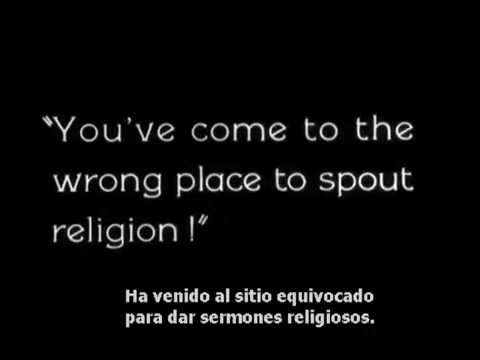 "You've come to the
wrong place to spout
religion!"
Ha venido al sitio equivocado
para dar sermones religiosos.